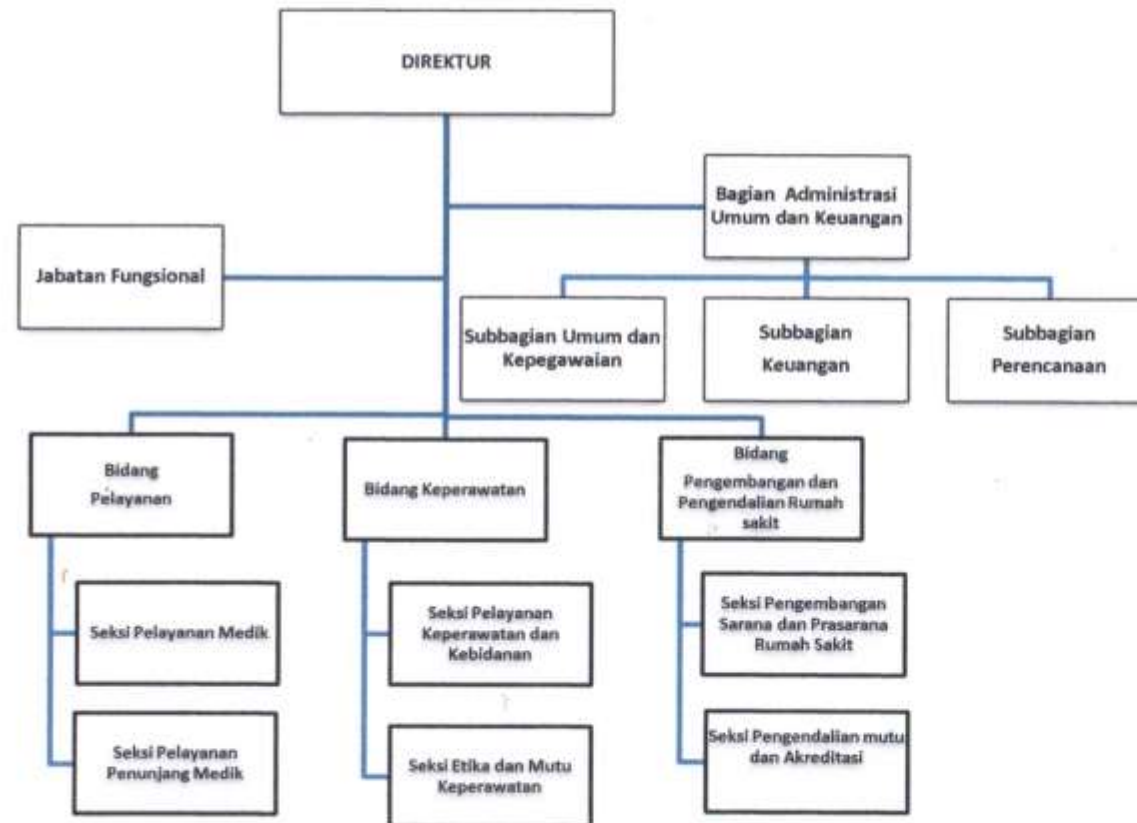 DIREKTUR
Bagian Administrasi
Umum dan Keuangan
Jabatan Fungsional
Subbagian Umum dan
Kepegawaian
Subbagian
Keuangan
Subbagian
Perencanaan
Bidang
Pelayanan
Bidang Keperawatan
Bidang
Pengembangan dan
Pengendalian Rumah
sakit
Seksi Pelayanan Medik
Seksi Pelayanan
Keperawatan dan
Kebidanan
Seksi Pengembangan
Sarana dan Prasarana
Rumah Sakit
Seksi Pelayanan
Penunjang Medik
Seksi Etika dan Mutu
Keperawatan
Seksi Pengendalian mutu
dan Akreditasi